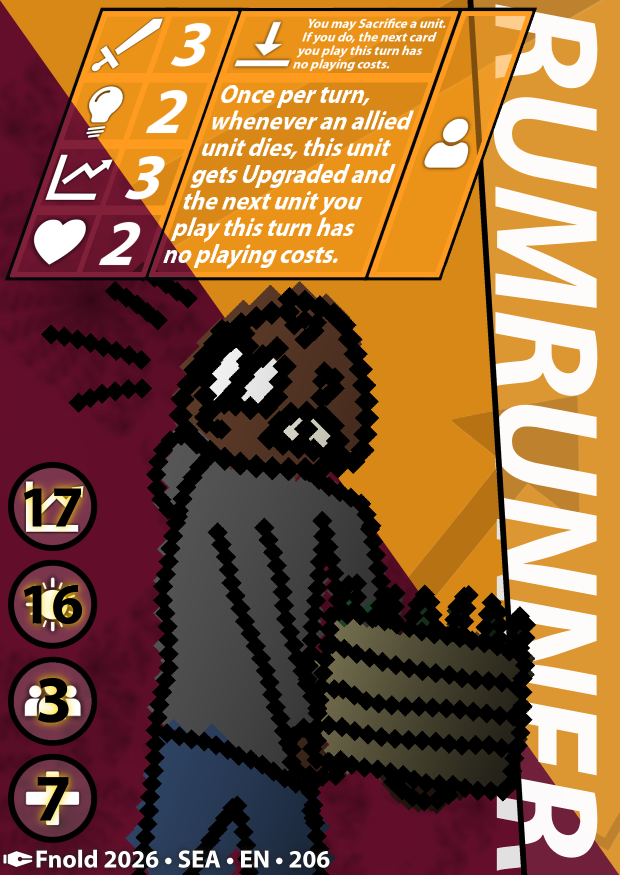 3
You may Sacrifice a unit.
If you do, the next card
you play this turn has
no playing costs.
2
3
2
Once per turn,
whenever an allied
unit dies, this unit
gets Upgraded and
the next unit you
play this turn has
no playing costs.
RUMRUNNER
17
16
3
7
Fnold 2026 • SEA • EN • 206